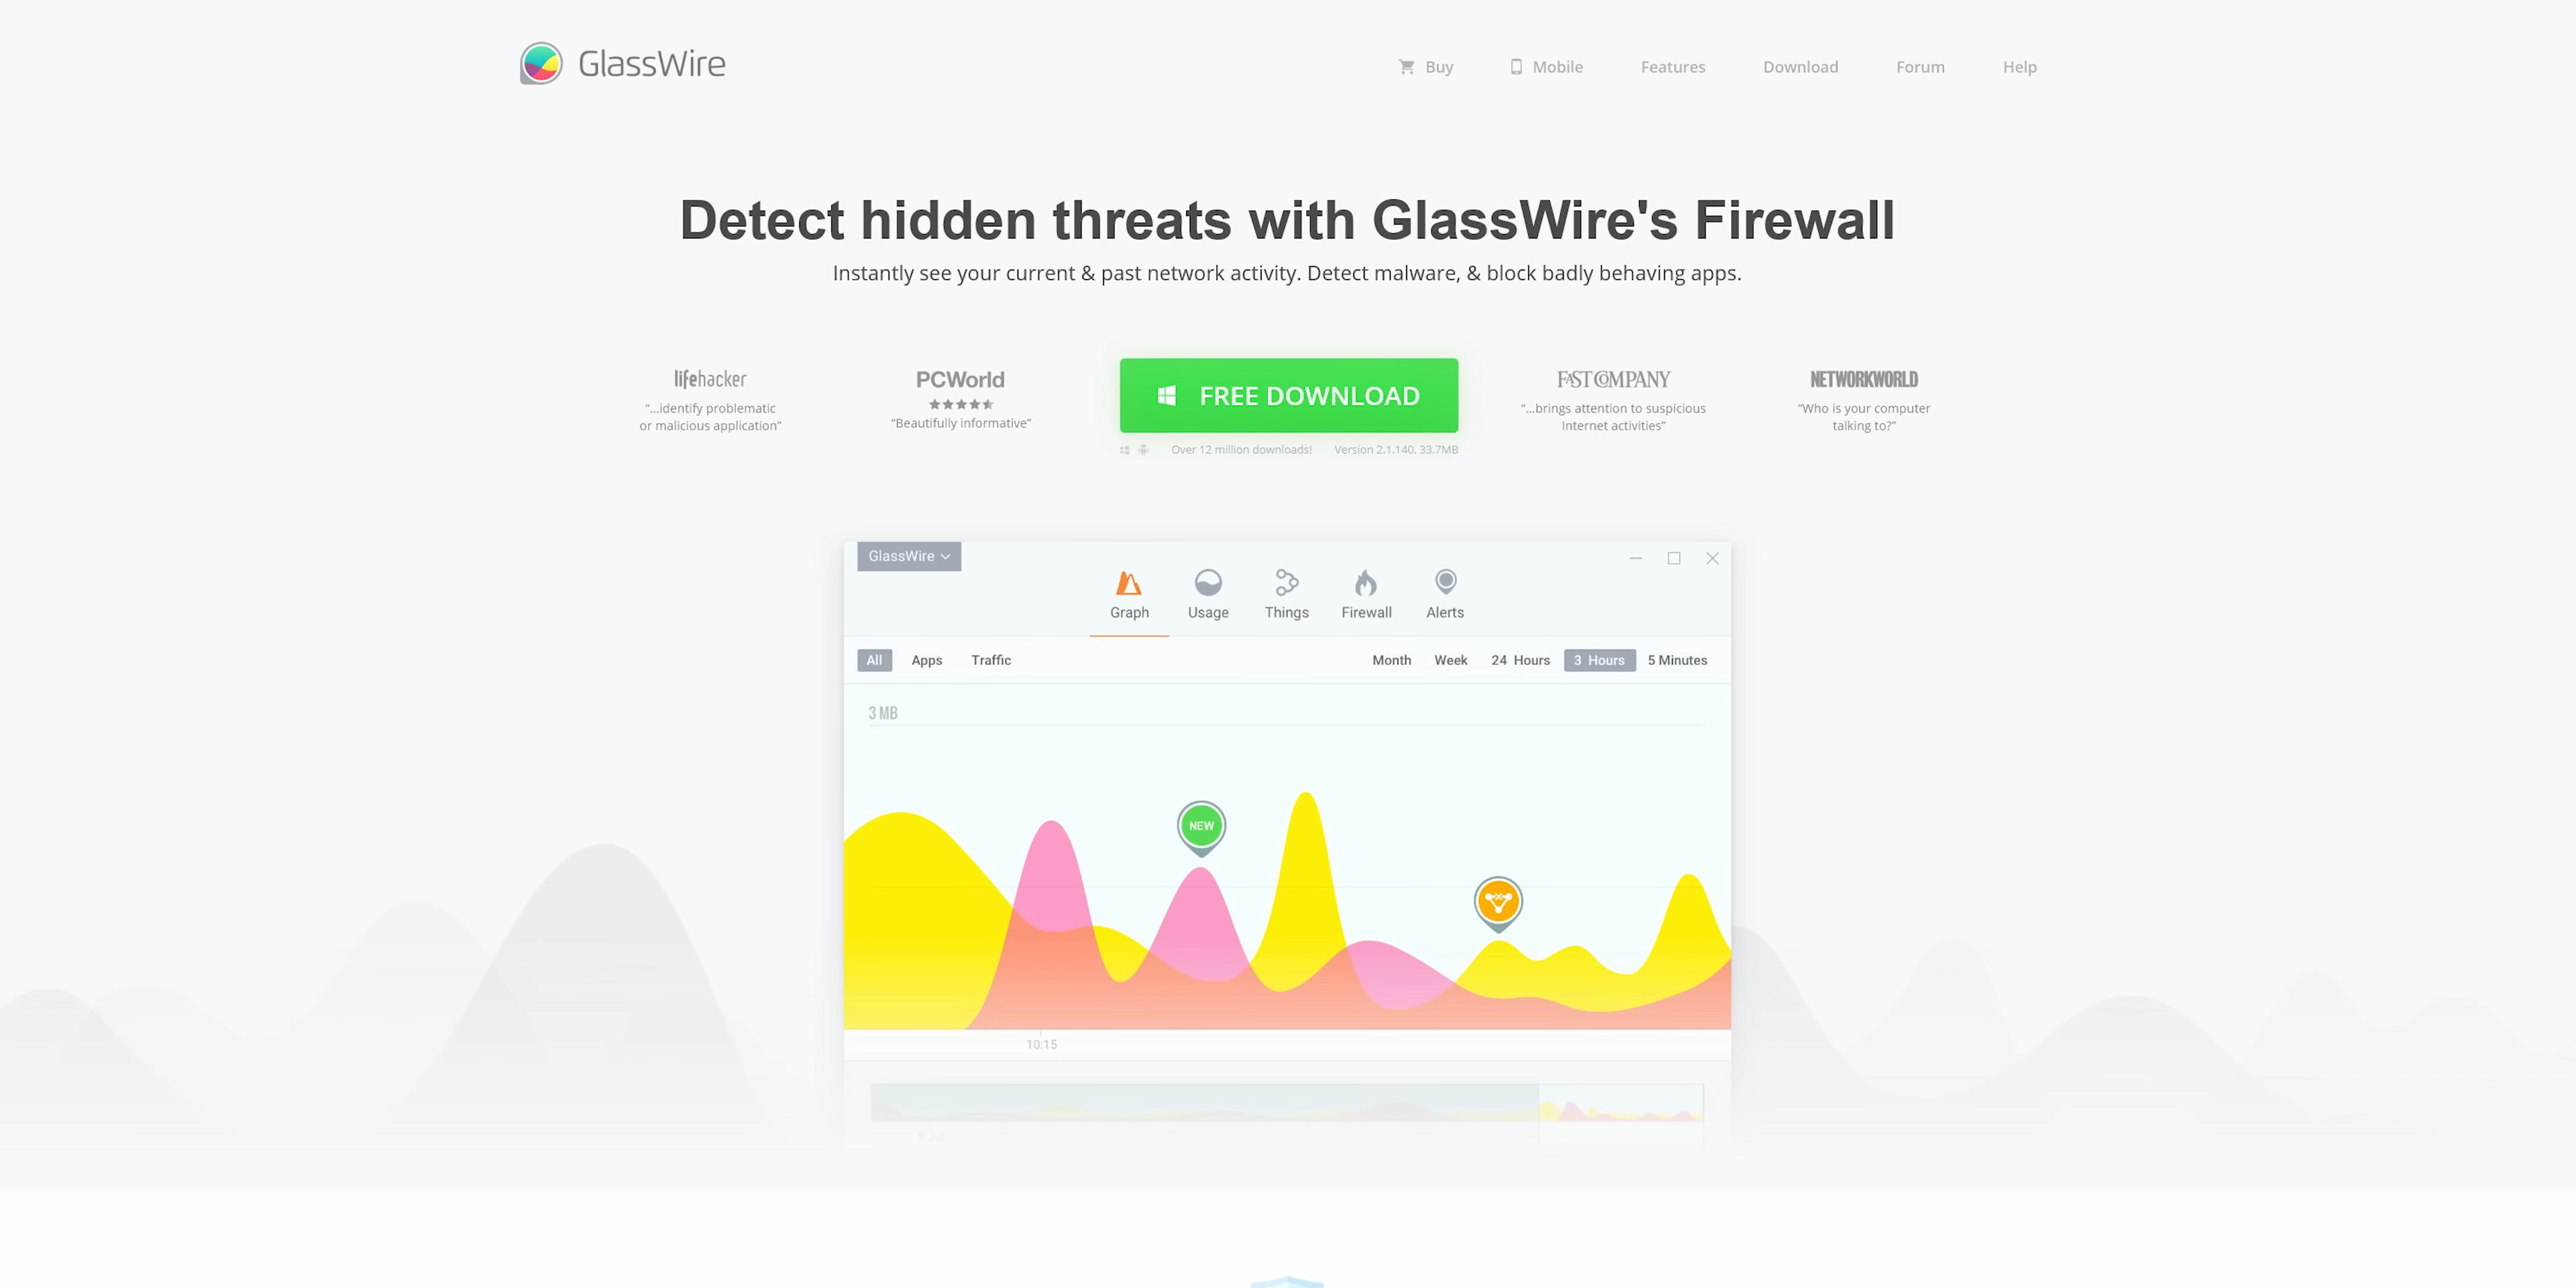 GlassWire
Buy
Mobile
Features
Download
Forum
Help
Detect hidden threats with GlassWire's Firewall
Instantly see your current & past network activity. Detect malware, & block badly behaving apps.
lifehacker
“...identify problematic
or malicious application”
PCWorld
“Beautifully informative”
FREE DOWNLOAD
Over 12 million downloads!
Version 2.1.140, 33.7MB
FAST COMPANY
“...brings attention to suspicious
Internet activities”
NETWORKWORLD
“Who is your computer
talking to?”
GlassWire
Graph
Usage
Things
Firewall
Alerts
All
Apps
Traffic
Month
Week
24 Hours
3 Hours
5 Minutes
3 MB
NEW
10:15
8 Jul